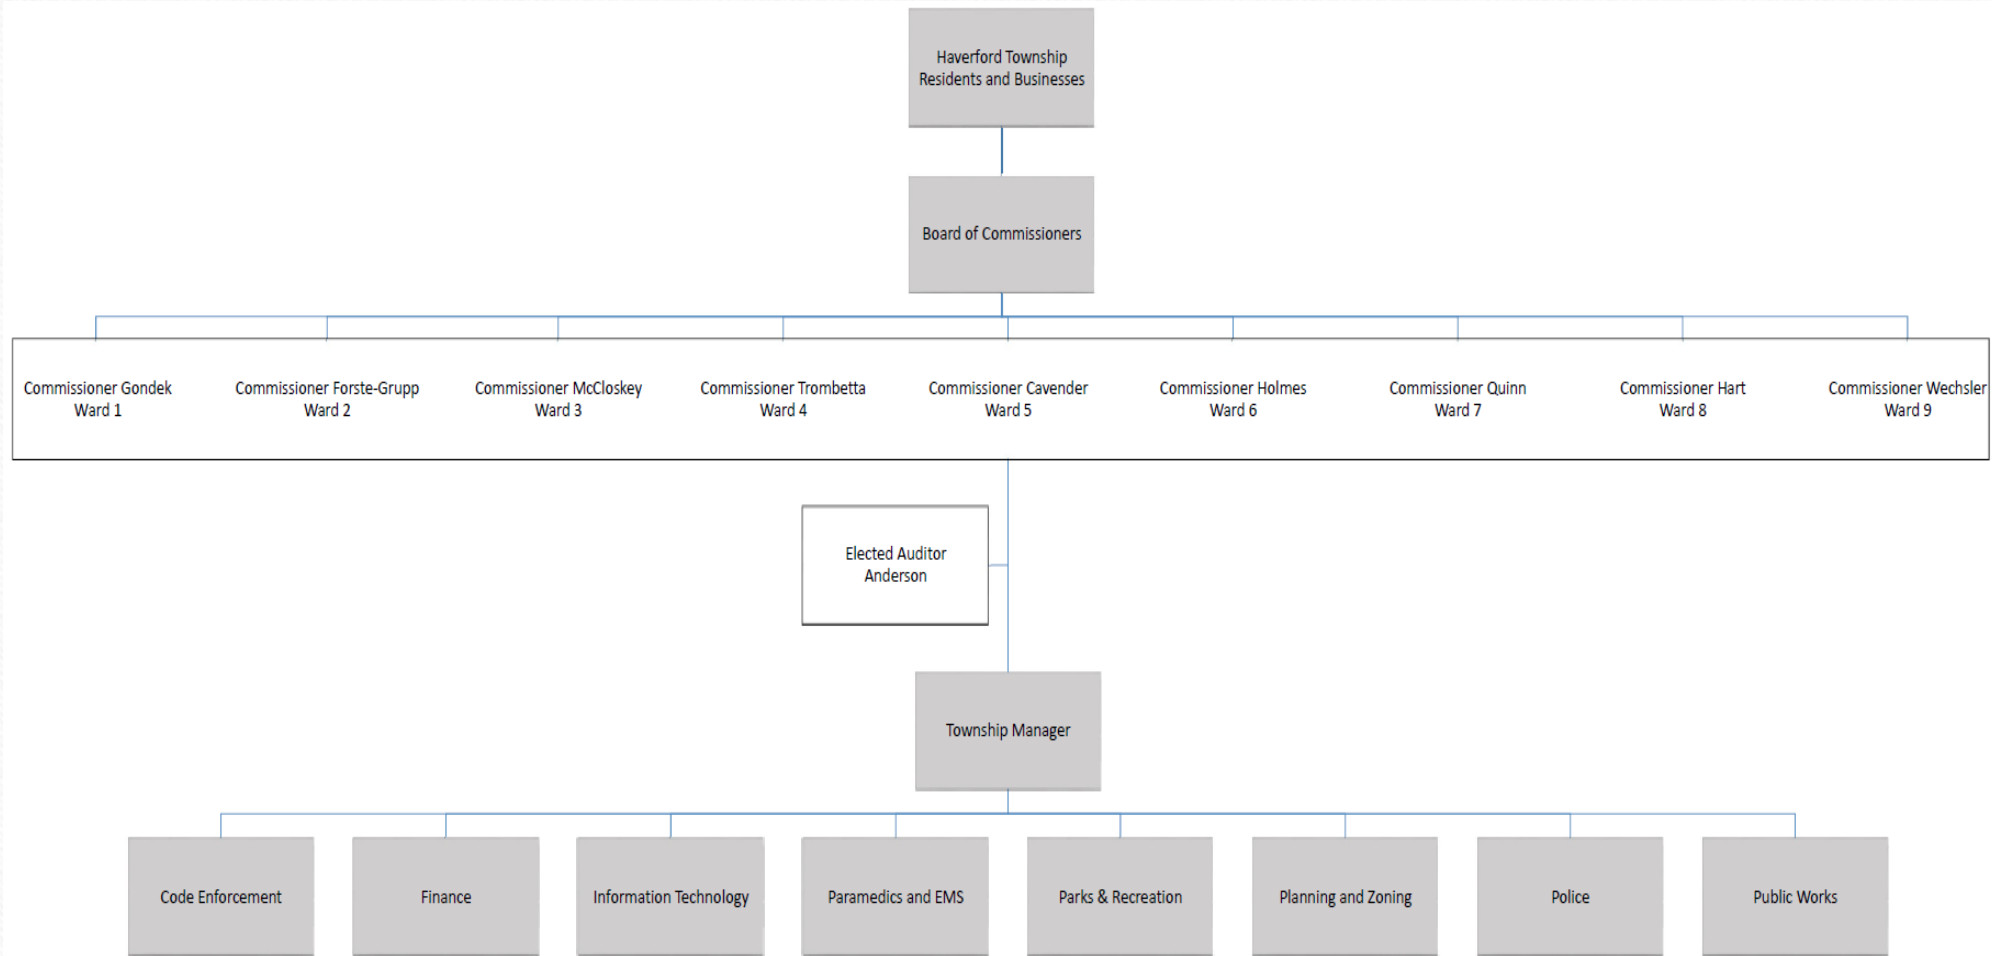 Haverford Township
Residents and Businesses
Board of Commissioners
Commissioner Gondek
Ward 1
Commissioner Forste-Grupp
Ward 2
Commissioner McCloskey
Ward 3
Commissioner Trombetta
Ward 4
Commissioner Cavender
Ward 5
Commissioner Holmes
Ward 6
Commissioner Quinn
Ward 7
Commissioner Hart
Ward 8
Commissioner Wechsler
Ward 9
Elected Auditor
Anderson
Township Manager
Code Enforcement
Finance
Information Technology
Paramedics and EMS
Parks & Recreation
Planning and Zoning
Police
Public Works